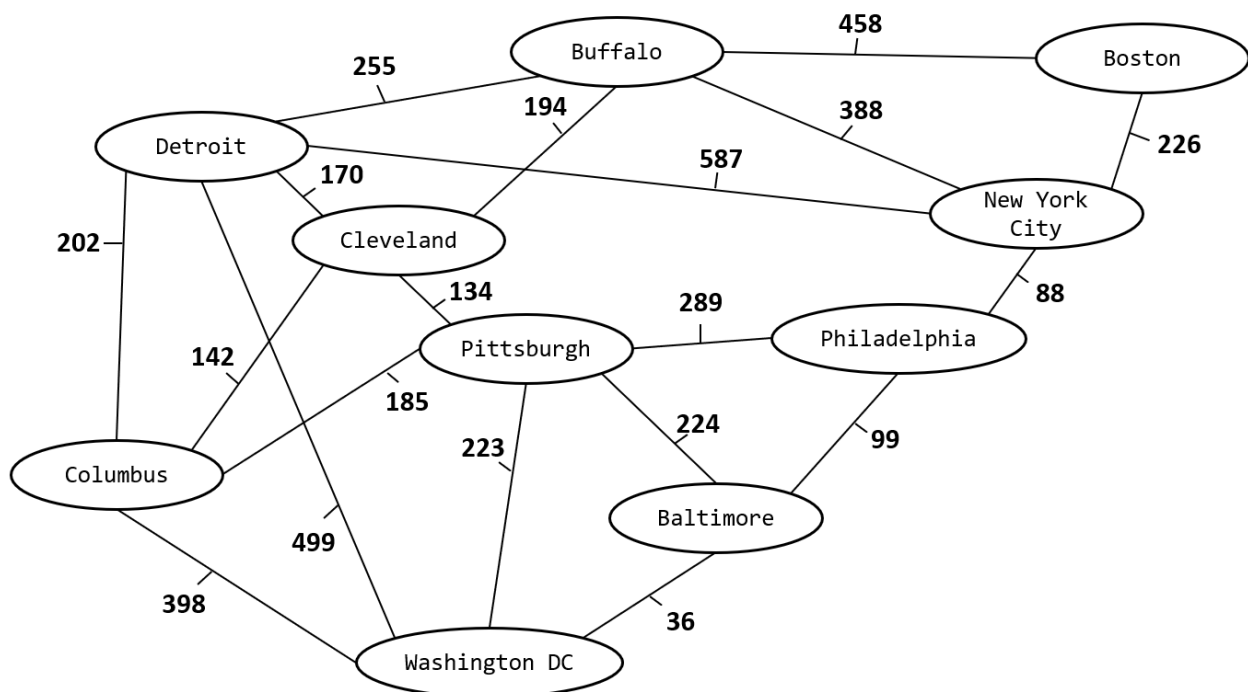 458
Buffalo
Boston
255
194
388
Detroit
587
226
170
New York
City
202
Cleveland
134
289
88
Philadelphia
Pittsburgh
142
185
224
99
223
Columbus
Baltimore
499
398
36
Washington DC